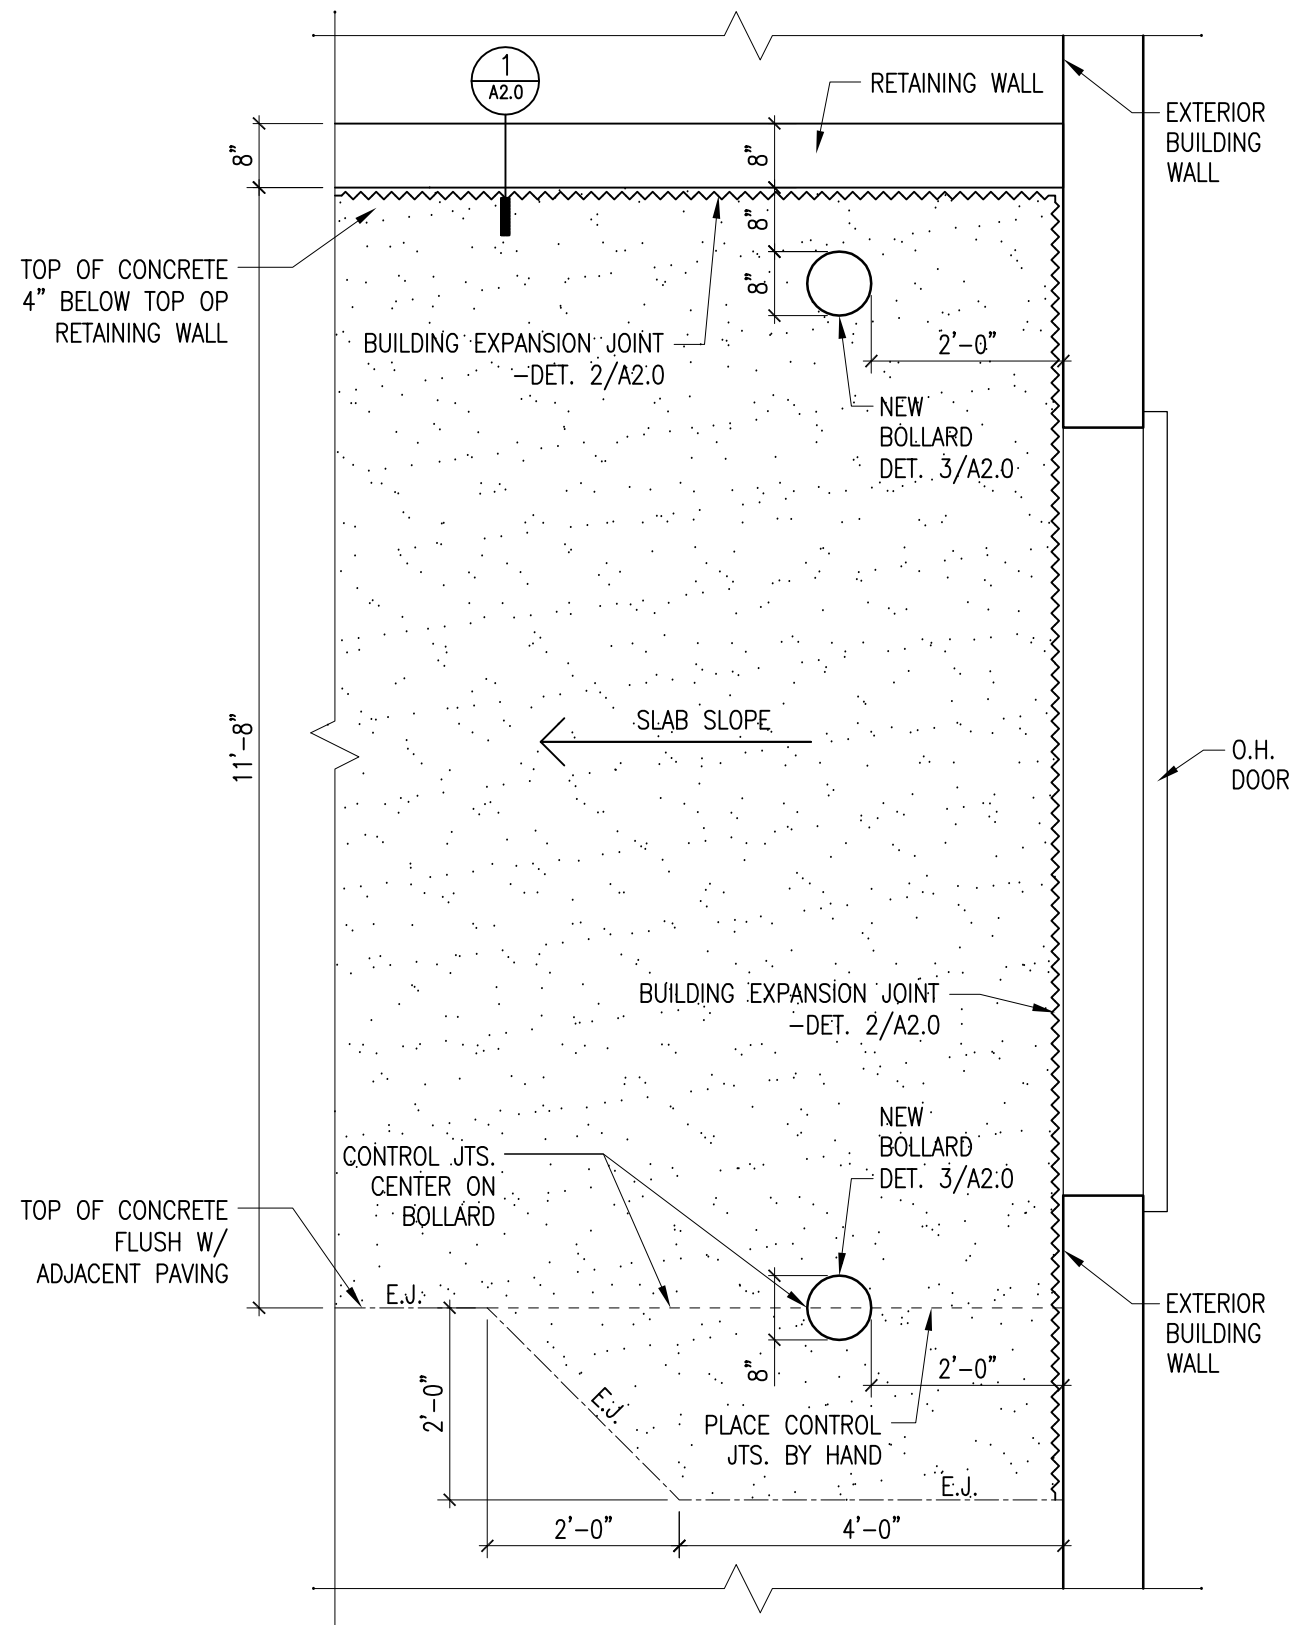 1
A2.0
RETAINING WALL
EXTERIOR
BUILDING
WALL
8"
8"
8"
8"
TOP OF CONCRETE
4" BELOW TOP OP
RETAINING WALL
BUILDING EXPANSION JOINT
-DET. 2/A2.0
2'-0"
NEW
BOLLARD
DET. 3/A2.0
SLAB SLOPE
11'-8"
O.H.
DOOR
BUILDING EXPANSION JOINT
-DET. 2/A2.0
NEW
BOLLARD
DET. 3/A2.0
CONTROL JTS.
CENTER ON
BOLLARD
TOP OF CONCRETE
FLUSH W/
ADJACENT PAVING
E.J.
EXTERIOR
BUILDING
WALL
8"
2'-0"
2'-0"
E.J.
PLACE CONTROL
JTS. BY HAND
E.J.
2'-0"
4'-0"